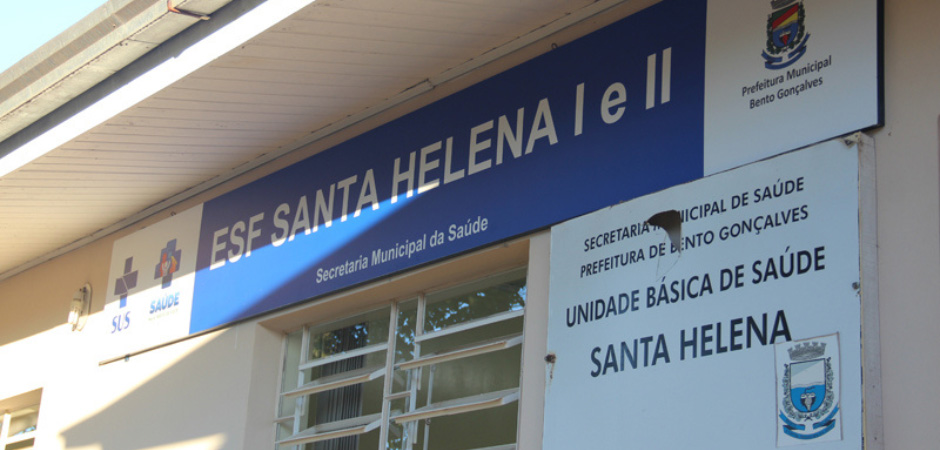 SUS
SAÚDE
ESF SANTA HELENA I e II
Secretaria Municipal da Saúde
Prefeitura Municipal
Bento Gonçalves
SECRETARIA MUNICIPAL DE SAÚDE
PREFEITURA DE BENTO GONÇALVES
UNIDADE BÁSICA DE SAÚDE
SANTA HELENA